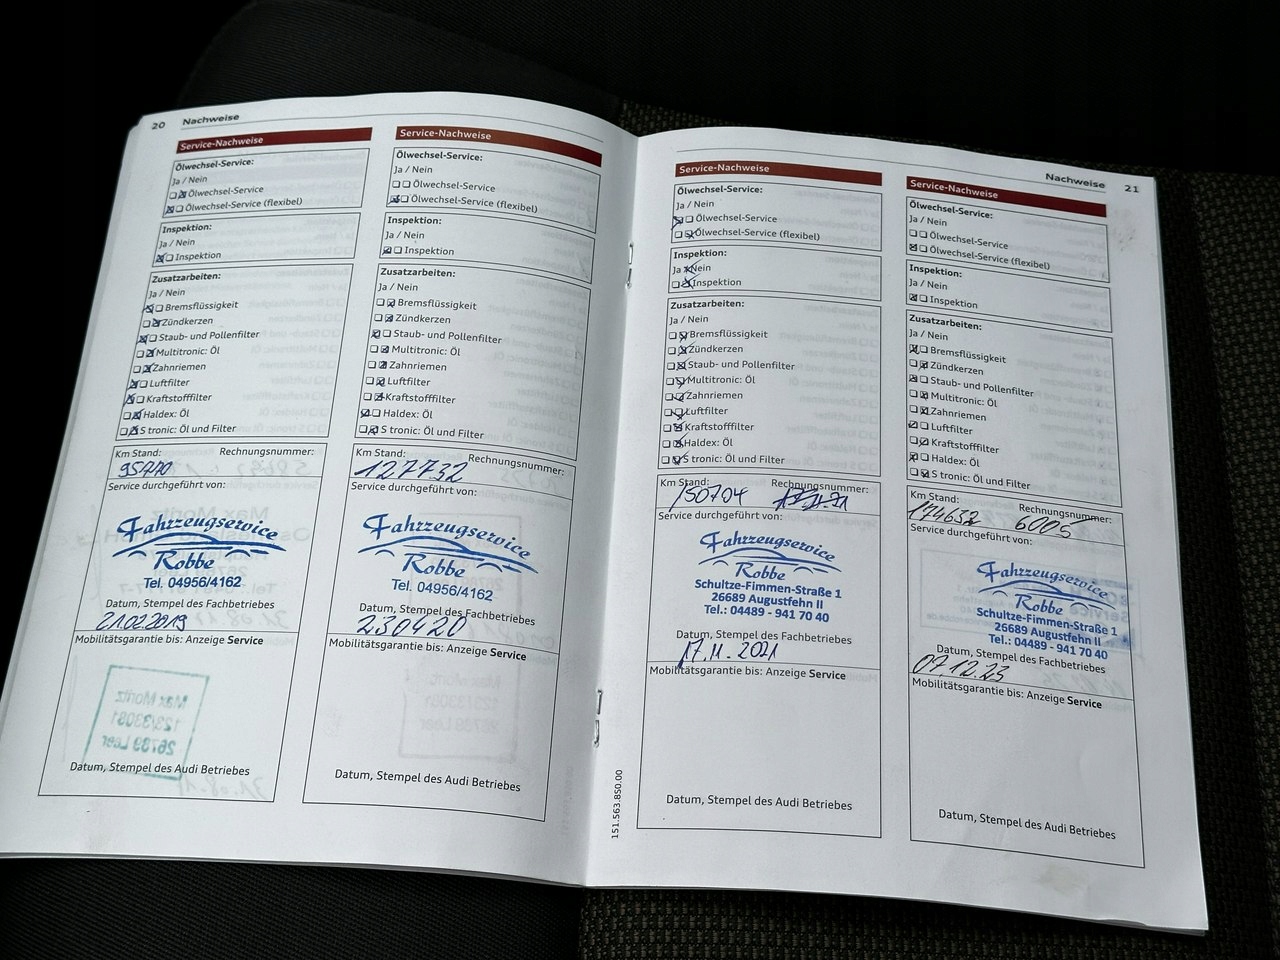 20 Nachweise
Service-Nachweise
Ölwechsel-Service:
Ja / Nein
Ölwechsel-Service
Ölwechsel-Service (flexibel)
Inspektion:
Ja / Nein
Inspektion
Zusatzarbeiten:
Ja / Nein
Bremsflüssigkeit
Zündkerzen
Staub- und Pollenfilter
Multitronic: Öl
Zahnriemen
Luftfilter
Kraftstofffilter
Haldex: Öl
S tronic: Öl und Filter
Km Stand: Rechnungsnummer:
95770
Service durchgeführt von:
Fahrzeugservice
Robbe
Tel. 04956/4162
Datum, Stempel des Fachbetriebes
21.02.2019
Mobilitätsgarantie bis: Anzeige Service
Datum, Stempel des Audi Betriebes
Service-Nachweise
Ölwechsel-Service:
Ja / Nein
Ölwechsel-Service
Ölwechsel-Service (flexibel)
Inspektion:
Ja / Nein
Inspektion
Zusatzarbeiten:
Ja / Nein
Bremsflüssigkeit
Zündkerzen
Staub- und Pollenfilter
Multitronic: Öl
Zahnriemen
Luftfilter
Kraftstofffilter
Haldex: Öl
S tronic: Öl und Filter
Km Stand: Rechnungsnummer:
127732
Service durchgeführt von:
Fahrzeugservice
Robbe
Tel. 04956/4162
Datum, Stempel des Fachbetriebes
230420
Mobilitätsgarantie bis: Anzeige Service
Datum, Stempel des Audi Betriebes
151.563.850.00
Nachweise 21
Service-Nachweise
Ölwechsel-Service:
Ja / Nein
Ölwechsel-Service
Ölwechsel-Service (flexibel)
Inspektion:
Ja / Nein
Inspektion
Zusatzarbeiten:
Ja / Nein
Bremsflüssigkeit
Zündkerzen
Staub- und Pollenfilter
Multitronic: Öl
Zahnriemen
Luftfilter
Kraftstofffilter
Haldex: Öl
S tronic: Öl und Filter
Km Stand: Rechnungsnummer:
150704
Service durchgeführt von:
Fahrzeugservice
Robbe
Schultze-Fimmen-Straße 1
26689 Augustfehn II
Tel.: 04489 - 941 70 40
Datum, Stempel des Fachbetriebes
17.11.2021
Mobilitätsgarantie bis: Anzeige Service
Datum, Stempel des Audi Betriebes
Service-Nachweise
Ölwechsel-Service:
Ja / Nein
Ölwechsel-Service
Ölwechsel-Service (flexibel)
Inspektion:
Ja / Nein
Inspektion
Zusatzarbeiten:
Ja / Nein
Bremsflüssigkeit
Zündkerzen
Staub- und Pollenfilter
Multitronic: Öl
Zahnriemen
Luftfilter
Kraftstofffilter
Haldex: Öl
S tronic: Öl und Filter
Km Stand: Rechnungsnummer:
174632 6005
Service durchgeführt von:
Fahrzeugservice
Robbe
Schultze-Fimmen-Straße 1
26689 Augustfehn II
Tel.: 04489 - 941 70 40
Datum, Stempel des Fachbetriebes
07.12.23
Mobilitätsgarantie bis: Anzeige Service
Datum, Stempel des Audi Betriebes